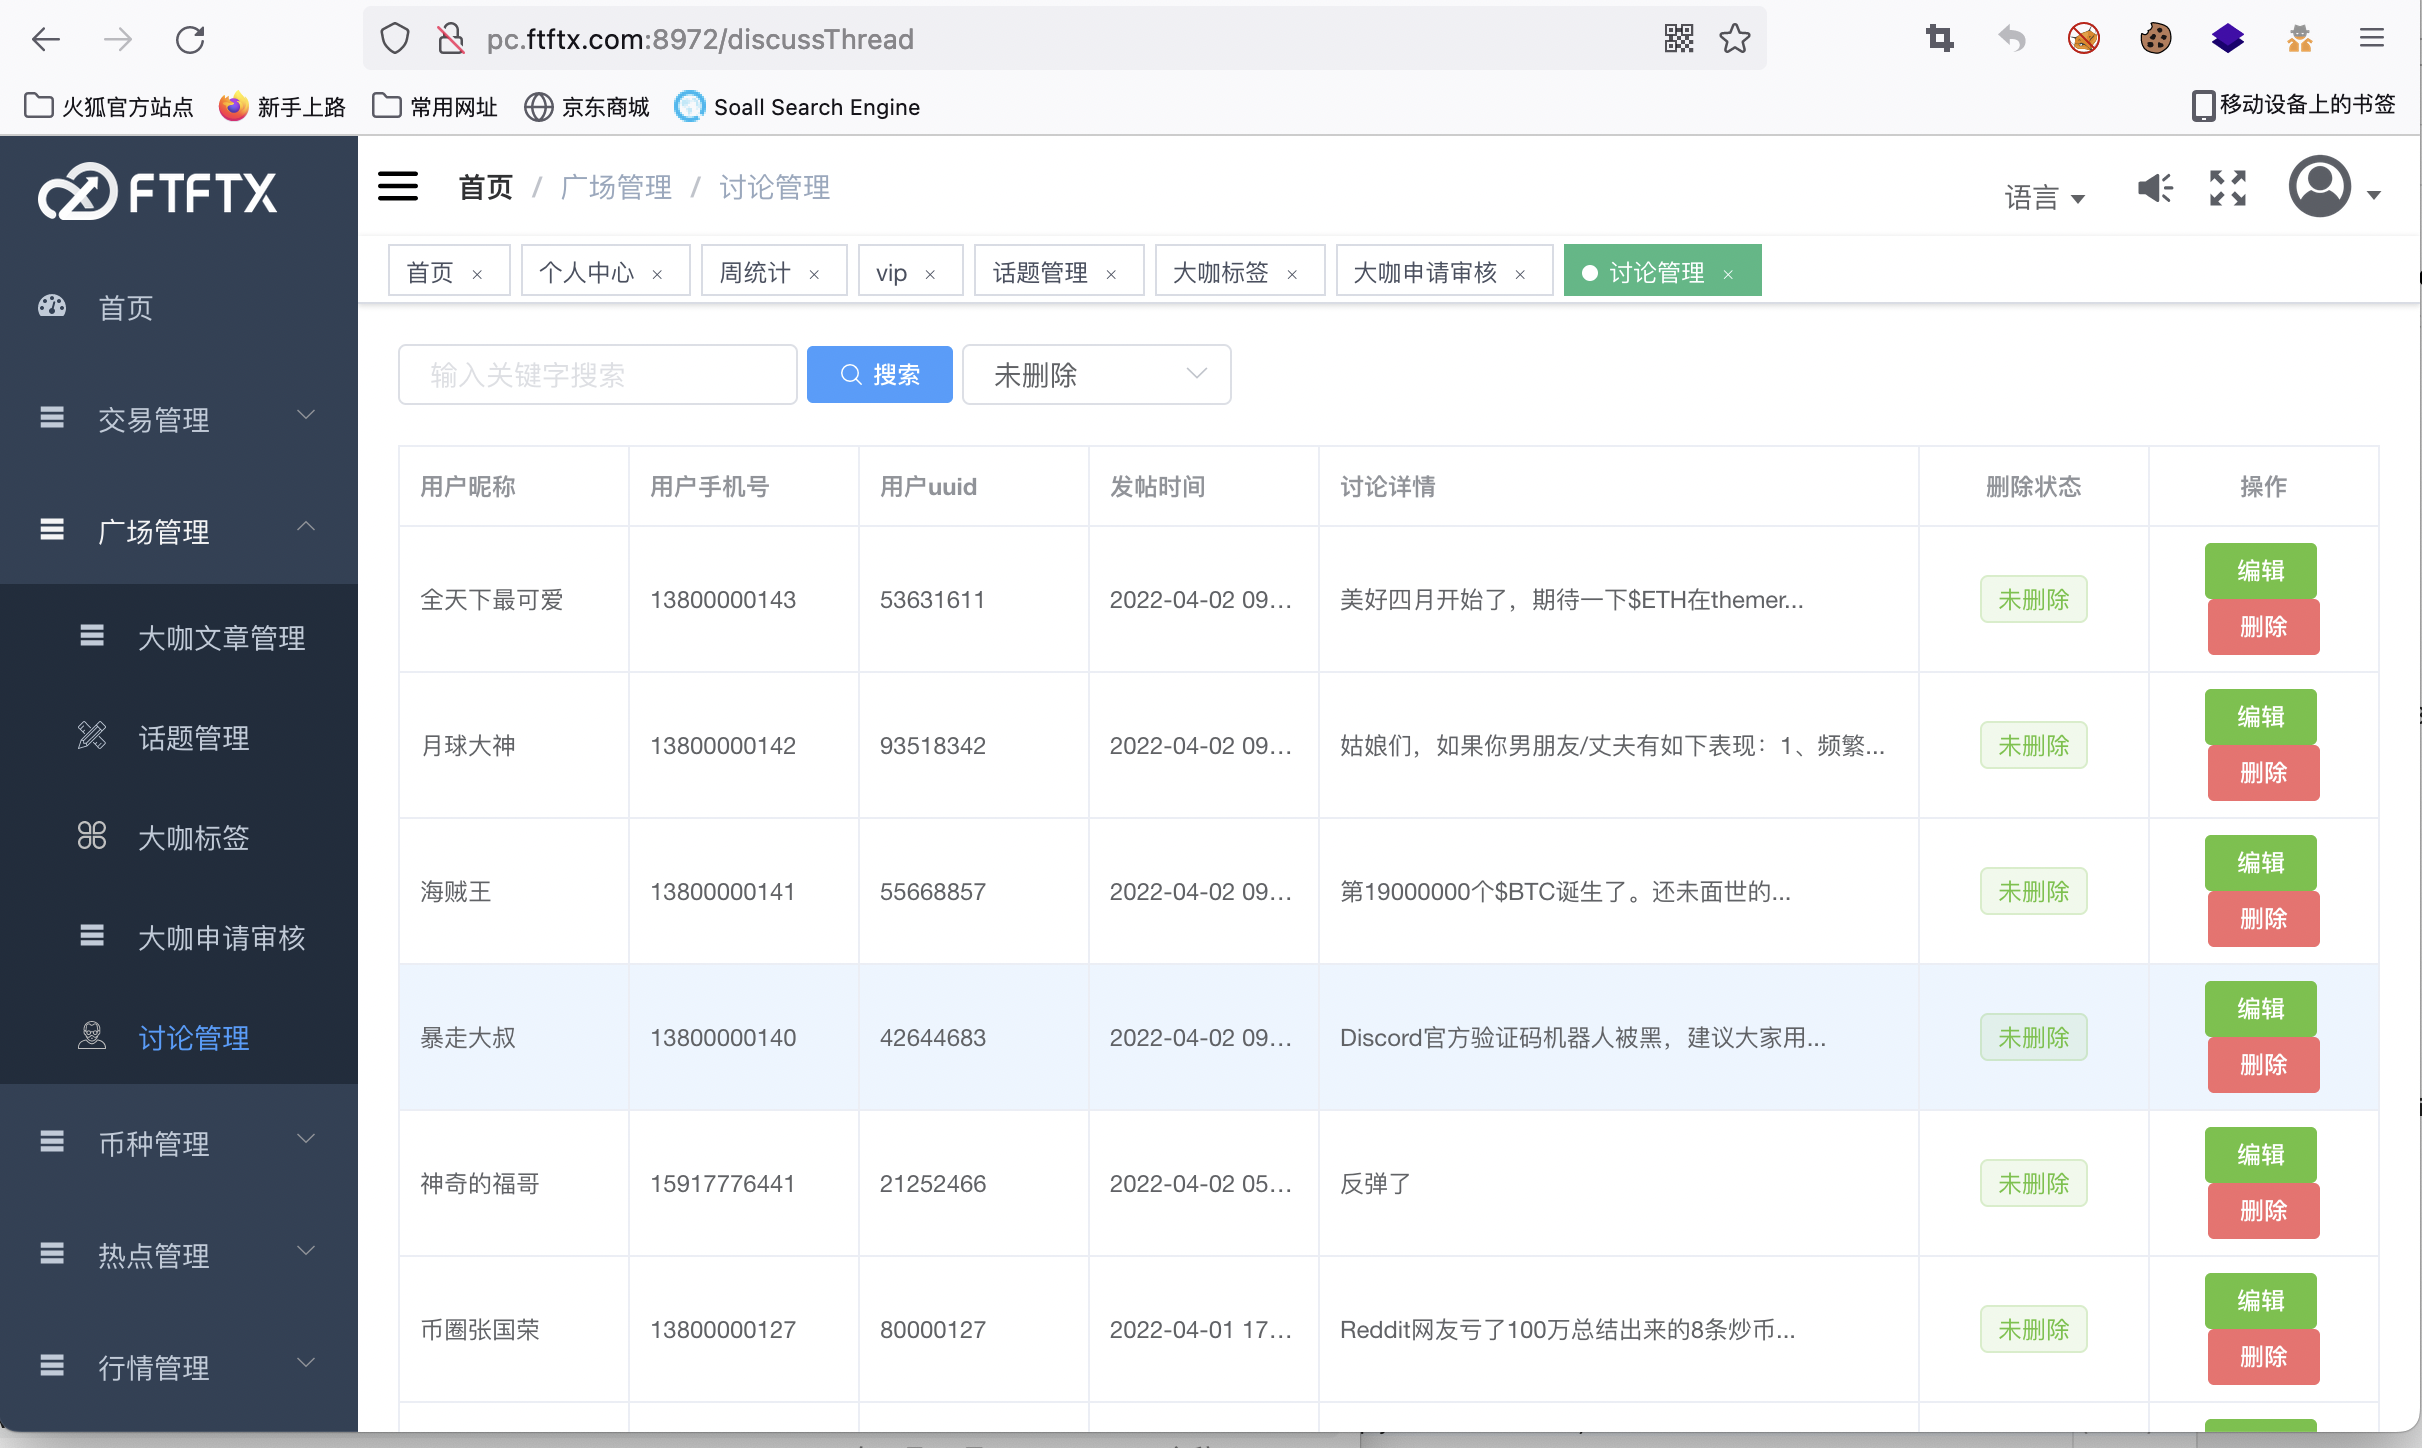 pc.ftftx.com:8972/discussThread
火狐官方站点 新手上路 常用网址 京东商城 Soall Search Engine 移动设备上的书签
FTFTX
首页 / 广场管理 / 讨论管理 语言
首页 × 个人中心 × 周统计 × vip × 话题管理 × 大咖标签 × 大咖申请审核 × 讨论管理 ×
首页
交易管理
广场管理
大咖文章管理
话题管理
大咖标签
大咖申请审核
讨论管理
币种管理
热点管理
行情管理
输入关键字搜索 搜索 未删除
用户昵称 用户手机号 用户uuid 发帖时间 讨论详情 删除状态 操作
全天下最可爱 13800000143 53631611 2022-04-02 09... 美好四月开始了，期待一下$ETH在themer... 未删除 编辑
删除
月球大神 13800000142 93518342 2022-04-02 09... 姑娘们，如果你男朋友/丈夫有如下表现：1、频繁... 未删除 编辑
删除
海贼王 13800000141 55668857 2022-04-02 09... 第19000000个$BTC诞生了。还未面世的... 未删除 编辑
删除
暴走大叔 13800000140 42644683 2022-04-02 09... Discord官方验证码机器人被黑，建议大家用... 未删除 编辑
删除
神奇的福哥 15917776441 21252466 2022-04-02 05... 反弹了 未删除 编辑
删除
币圈张国荣 13800000127 80000127 2022-04-01 17... Reddit网友亏了100万总结出来的8条炒币... 未删除 编辑
删除